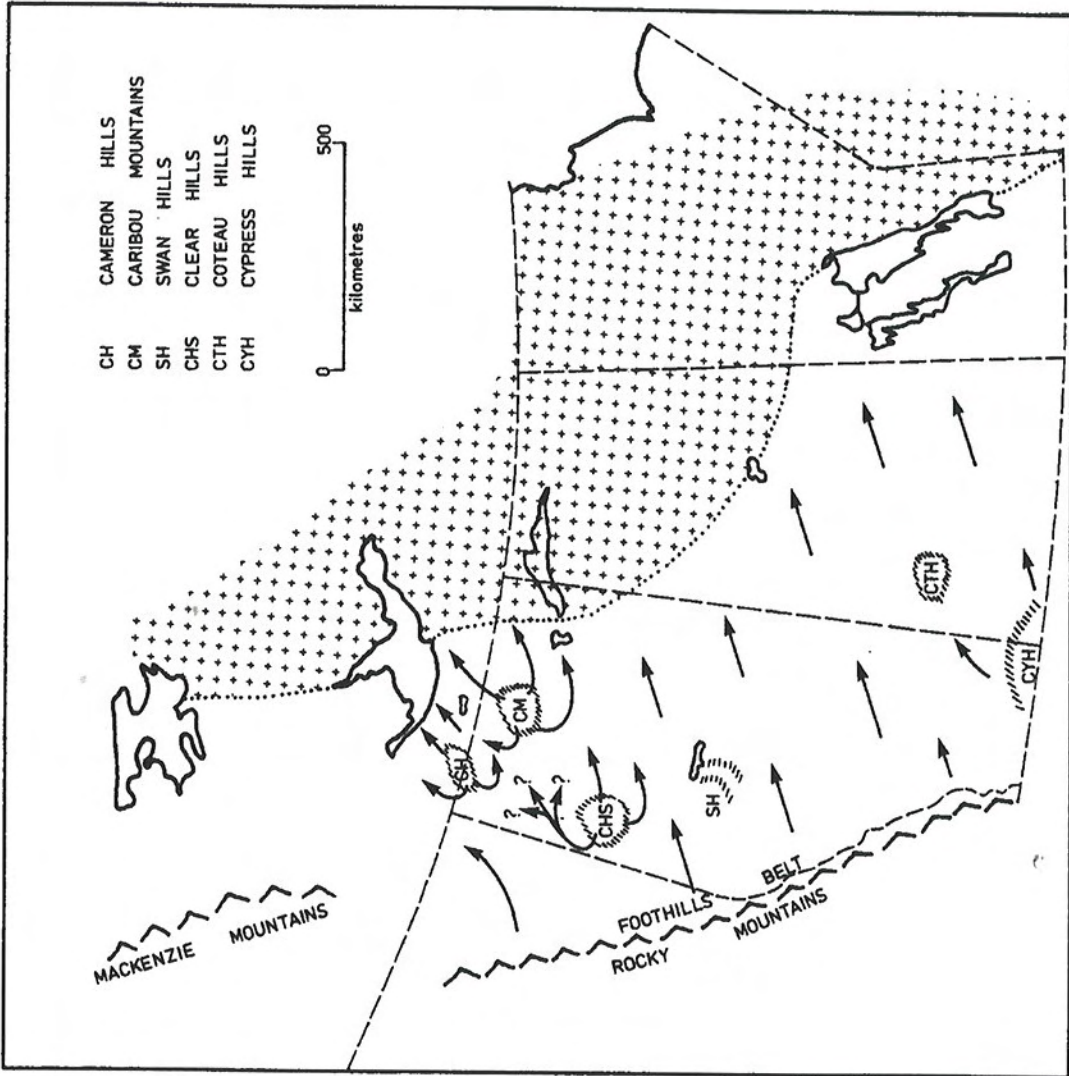 CH CAMERON HILLS
CM CARIBOU MOUNTAINS
SH SWAN HILLS
CHS CLEAR HILLS
CTH COTEAU HILLS
CYH CYPRESS HILLS
0 500
kilometres
MACKENZIE MOUNTAINS
CH
CM
?
?
?
CHS
SH
FOOTHILLS BELT
ROCKY MOUNTAINS
CTH
CYH